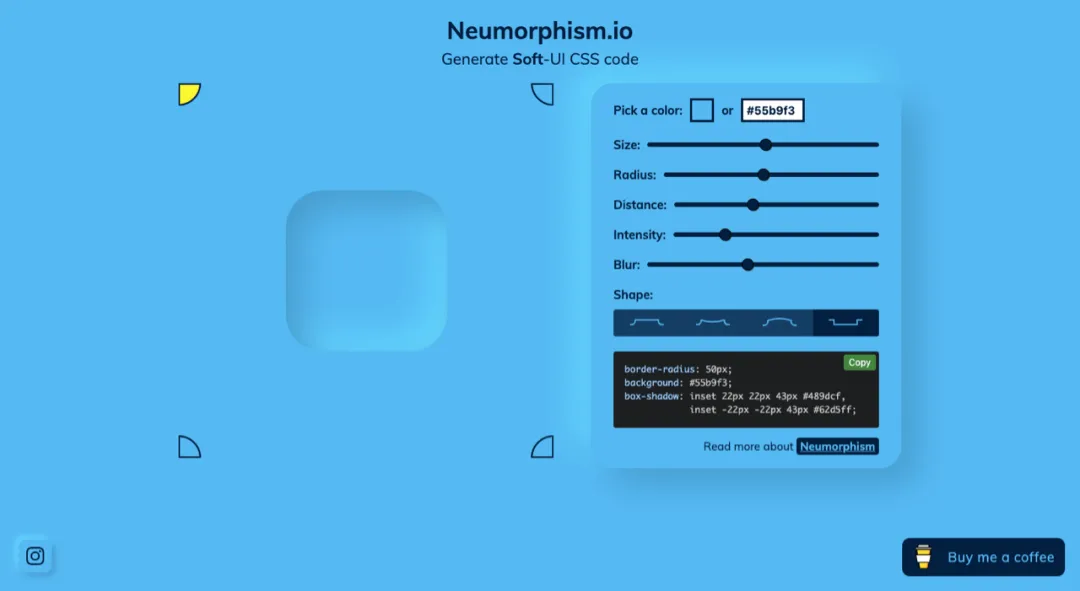 Neumorphism.io
Generate Soft-UI CSS code
Pick a color: or #55b9f3
Size:
Radius:
Distance:
Intensity:
Blur:
Shape:
Copy
border-radius: 50px;
background: #55b9f3;
box-shadow: inset 22px 22px 43px #489dcf,
inset -22px -22px 43px #62d5ff;
Read more about Neumorphism
Buy me a coffee